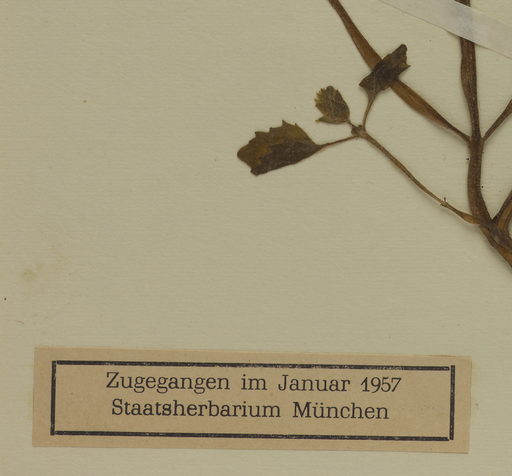 Zugegangen im Januar 1957
Staatsherbarium München